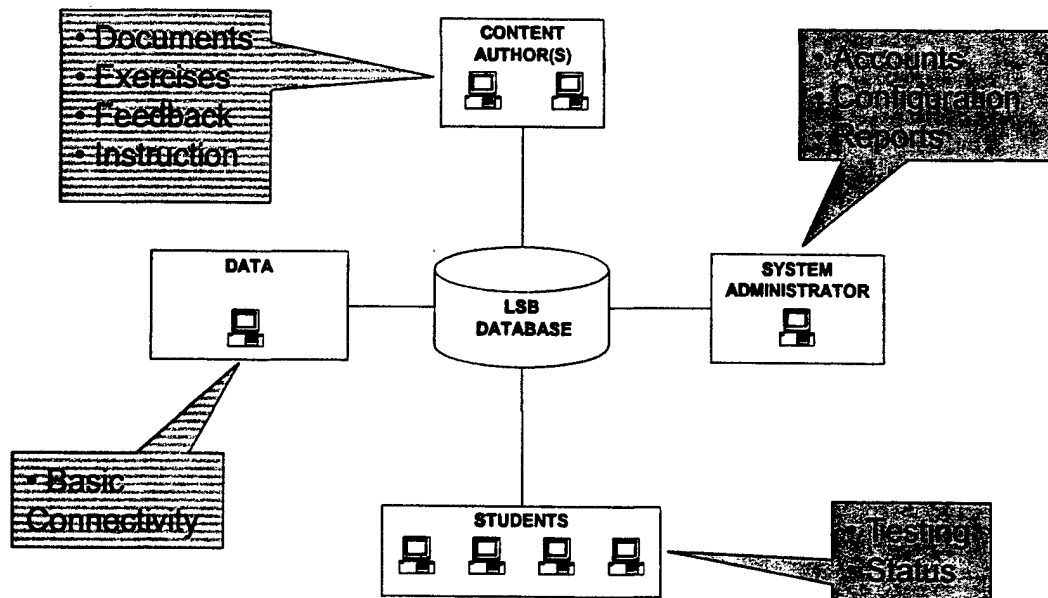 • Documents
• Exercises
• Feedback
• Instruction
CONTENT
AUTHOR(S)
• Accounts
• Configuration
• Reports
DATA
LSB
DATABASE
SYSTEM
ADMINISTRATOR
• Basic
Connectivity
STUDENTS
• Testing
• Status